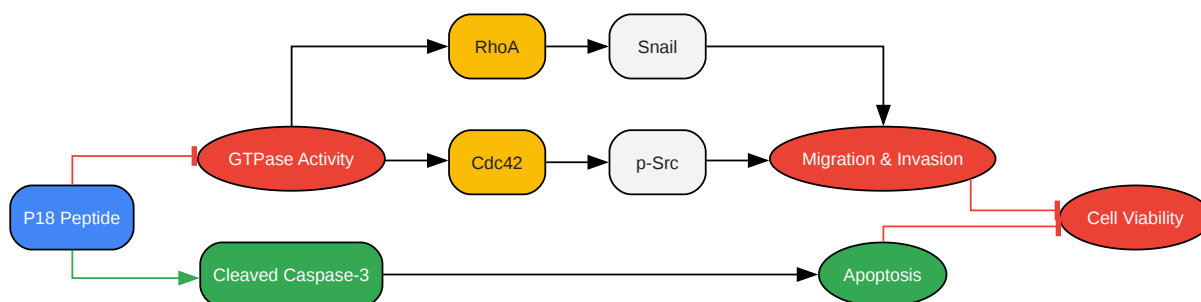 RhoA
Snail
GTPase Activity
Cdc42
p-Src
Migration & Invasion
P18 Peptide
Cell Viability
Cleaved Caspase-3
Apoptosis